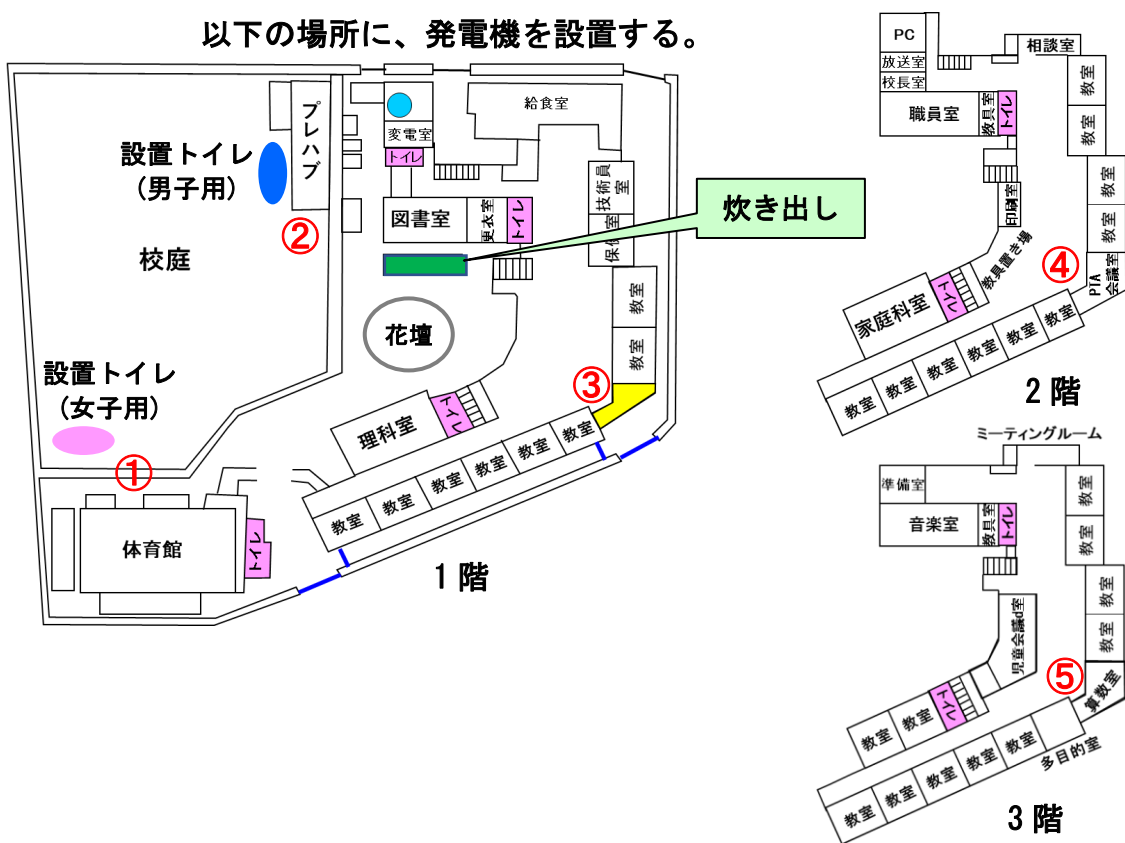 以下の場所に、発電機を設置する。
プレハブ
設置トイレ
(男子用)
②
校庭
設置トイレ
(女子用)
①
体育館
トイレ
変電室
トイレ
給食室
図書室
更衣室
トイレ
技術員室
保健室
炊き出し
花壇
教室
教室
③
理科室
トイレ
教室
教室
教室
教室
教室
教室
1階
PC
放送室
校長室
職員室
教具室
トイレ
相談室
教室
教室
教室
教室
印刷室
教具置き場
④
PTA
会議室
家庭科室
トイレ
教室
教室
教室
教室
教室
教室
2階
ミーティングルーム
準備室
音楽室
教具室
トイレ
教室
教室
教室
教室
児童会議d室
⑤
算数室
教室
教室
トイレ
教室
教室
教室
教室
教室
多目的室
3階